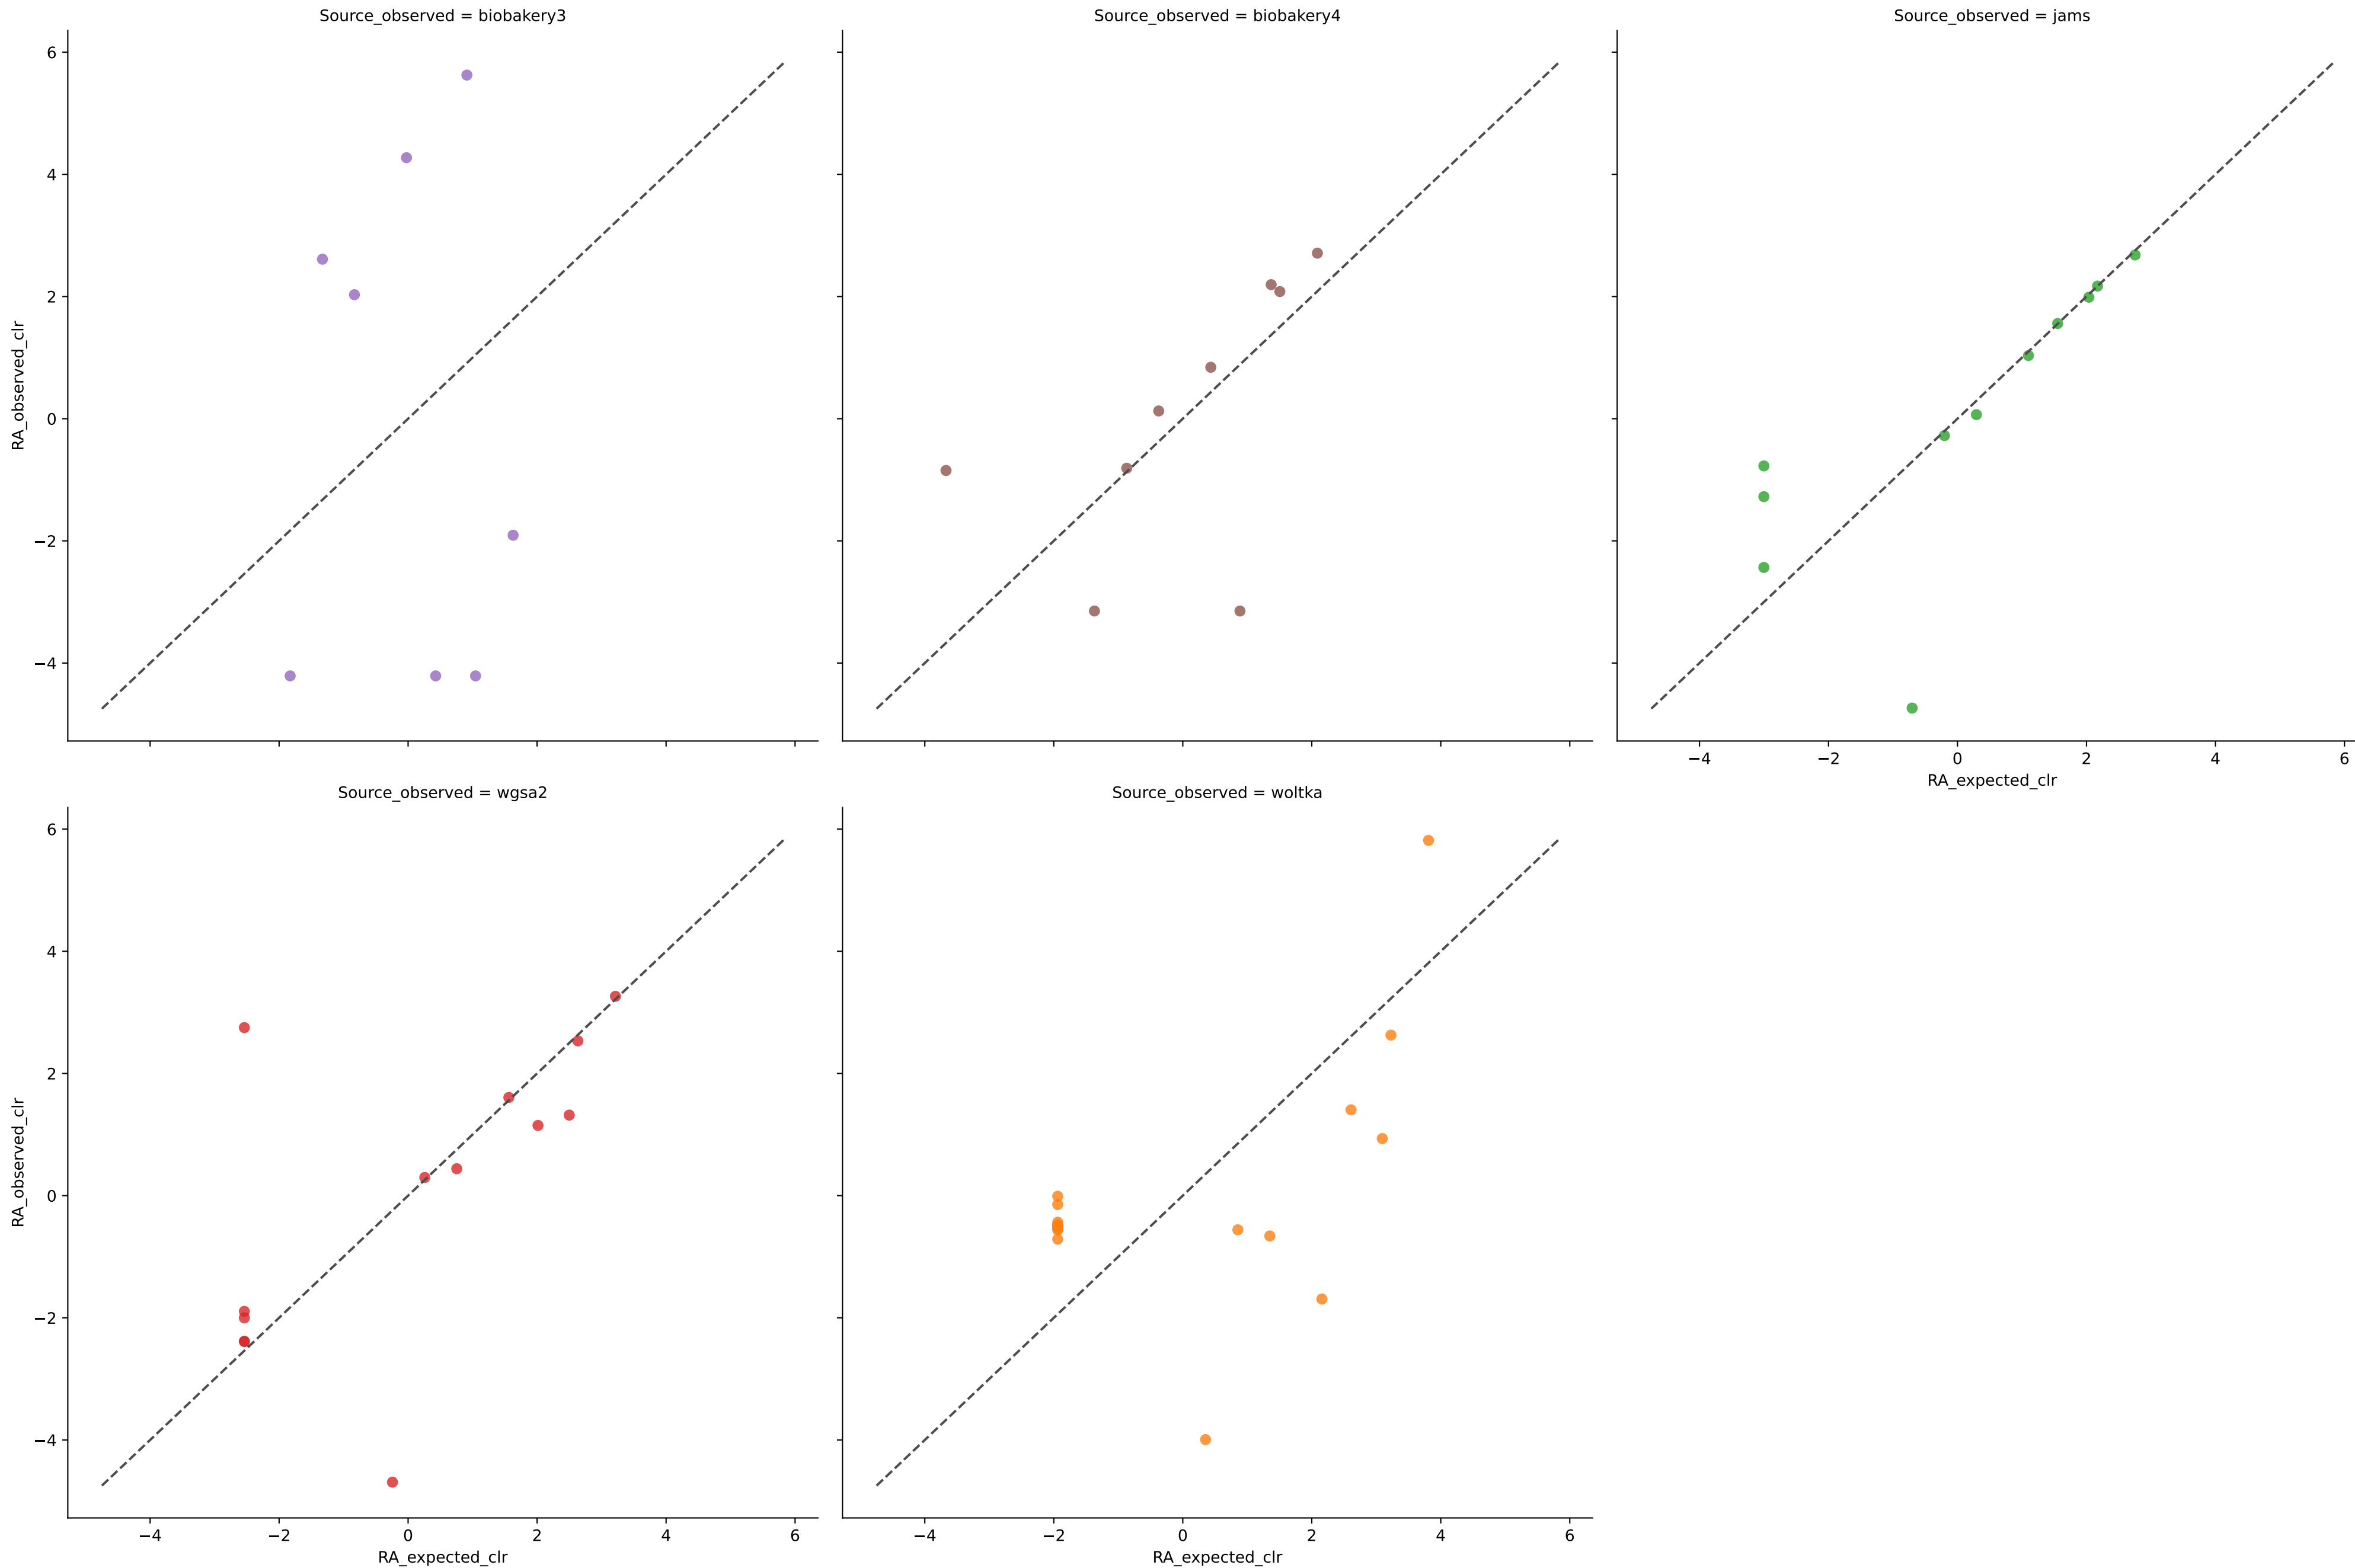 Source_observed = biobakery3
Source_observed = biobakery4
Source_observed = jams
6
4
2
0
−2
−4
RA_observed_clr
−4 −2 0 2 4 6
RA_expected_clr
Source_observed = wgsa2
Source_observed = woltka
6
4
2
0
−2
−4
RA_observed_clr
−4 −2 0 2 4 6
RA_expected_clr
−4 −2 0 2 4 6
RA_expected_clr